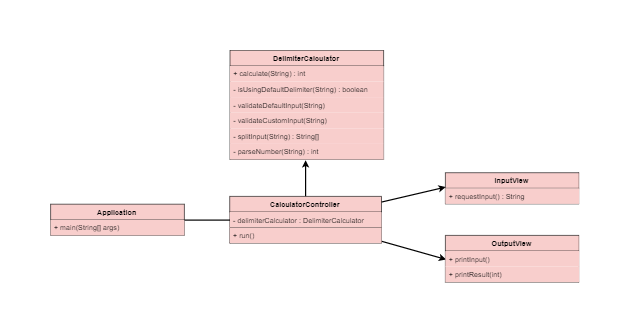 DelimiterCalculator
+ calculate(String) : int
- isUsingDefaultDelimiter(String) : boolean
- validateDefaultInput(String)
- validateCustomInput(String)
- splitInput(String) : String[]
- parseNumber(String) : int
Application
+ main(String[] args)
CalculatorController
- delimiterCalculator : DelimiterCalculator
+ run()
InputView
+ requestInput() : String
OutputView
+ printInput()
+ printResult(int)